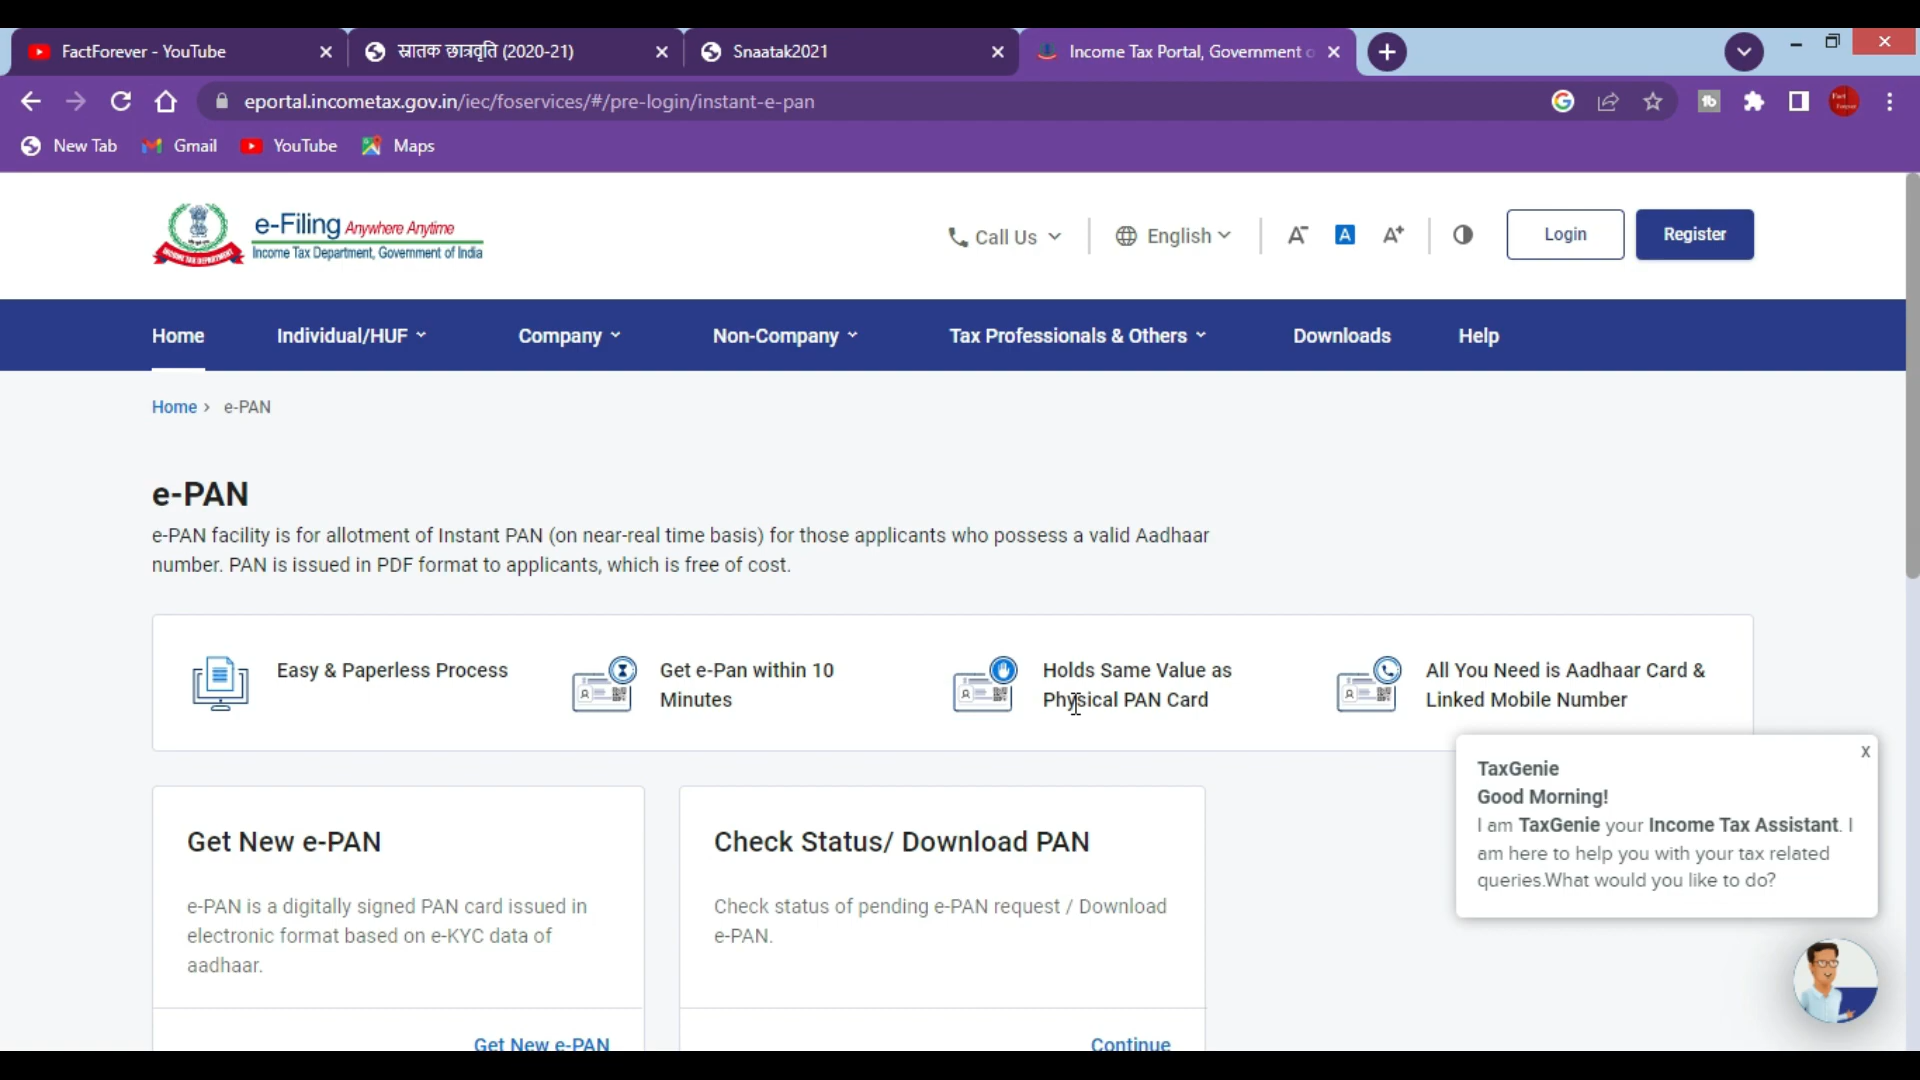 FactForever - YouTube
स्नातक छात्रवृति (2020-21)
Snaatak2021
Income Tax Portal, Government o
eportal.incometax.gov.in/iec/foservices/#/pre-login/instant-e-pan
New Tab
Gmail
YouTube
Maps
e-Filing Anywhere Anytime
Income Tax Department, Government of India
Call Us
English
A-
A
A+
Login
Register
Home
Individual/HUF
Company
Non-Company
Tax Professionals & Others
Downloads
Help
Home > e-PAN
e-PAN
e-PAN facility is for allotment of Instant PAN (on near-real time basis) for those applicants who possess a valid Aadhaar
number. PAN is issued in PDF format to applicants, which is free of cost.
Easy & Paperless Process
Get e-Pan within 10
Minutes
Holds Same Value as
Physical PAN Card
All You Need is Aadhaar Card &
Linked Mobile Number
Get New e-PAN
e-PAN is a digitally signed PAN card issued in
electronic format based on e-KYC data of
aadhaar.
Get New e-PAN
Check Status/ Download PAN
Check status of pending e-PAN request / Download
e-PAN.
Continue
x
TaxGenie
Good Morning!
I am TaxGenie your Income Tax Assistant. I
am here to help you with your tax related
queries.What would you like to do?